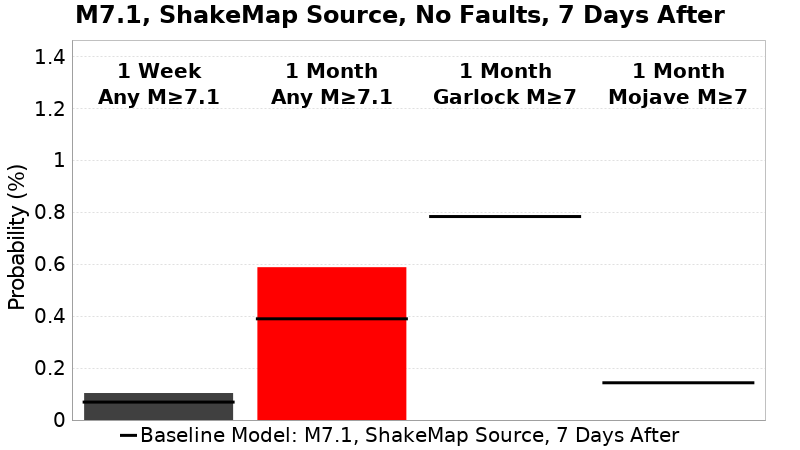 M7.1, ShakeMap Source, No Faults, 7 Days After
Probability (%)
1.4
1.2
1
0.8
0.6
0.4
0.2
0
1 Week
Any M≥7.1
1 Month
Any M≥7.1
1 Month
Garlock M≥7
1 Month
Mojave M≥7
Baseline Model: M7.1, ShakeMap Source, 7 Days After